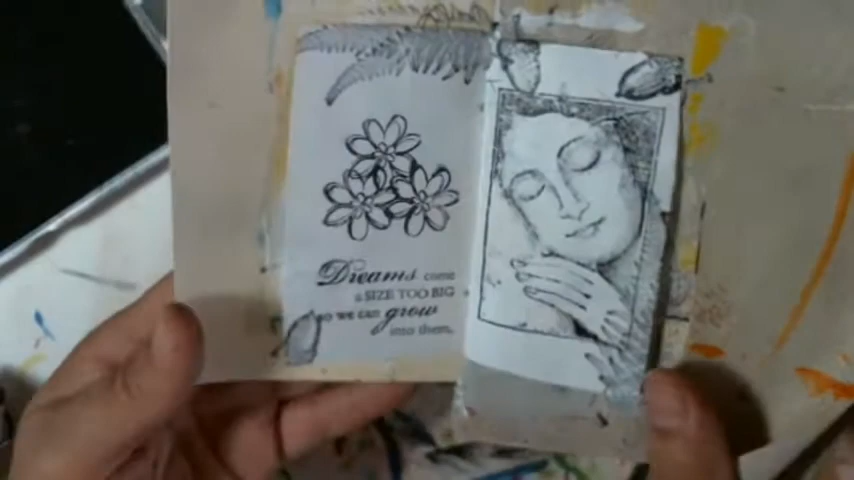 Dreams come
a SIZE TOO BIG
so we can grow
into them.